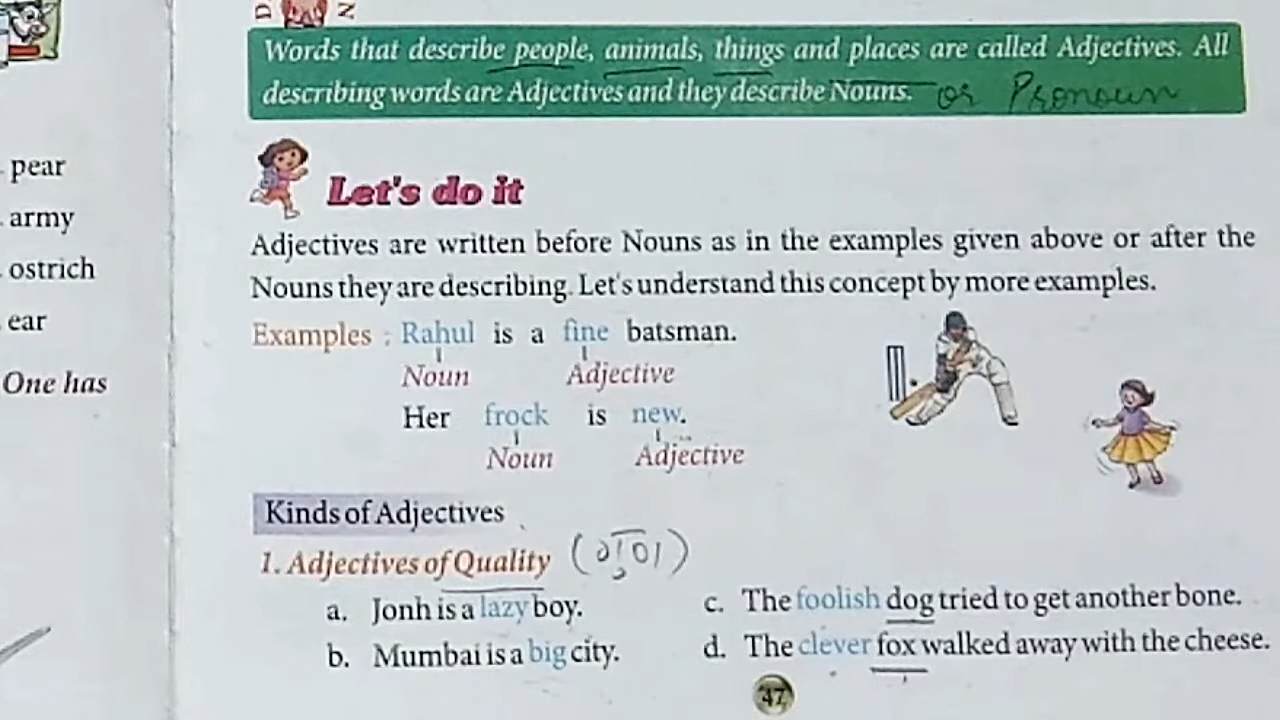 D N
Words that describe people, animals, things and places are called Adjectives. All
describing words are Adjectives and they describe Nouns. or Pronoun
pear
army
ostrich
ear
One has
Let's do it
Adjectives are written before Nouns as in the examples given above or after the
Nouns they are describing. Let's understand this concept by more examples.
Examples : Rahul is a fine batsman.
Noun Adjective
Her frock is new.
Noun Adjective
Kinds of Adjectives
1. Adjectives of Quality (गुण)
a. Jonh is a lazy boy.
b. Mumbai is a big city.
c. The foolish dog tried to get another bone.
d. The clever fox walked away with the cheese.
47